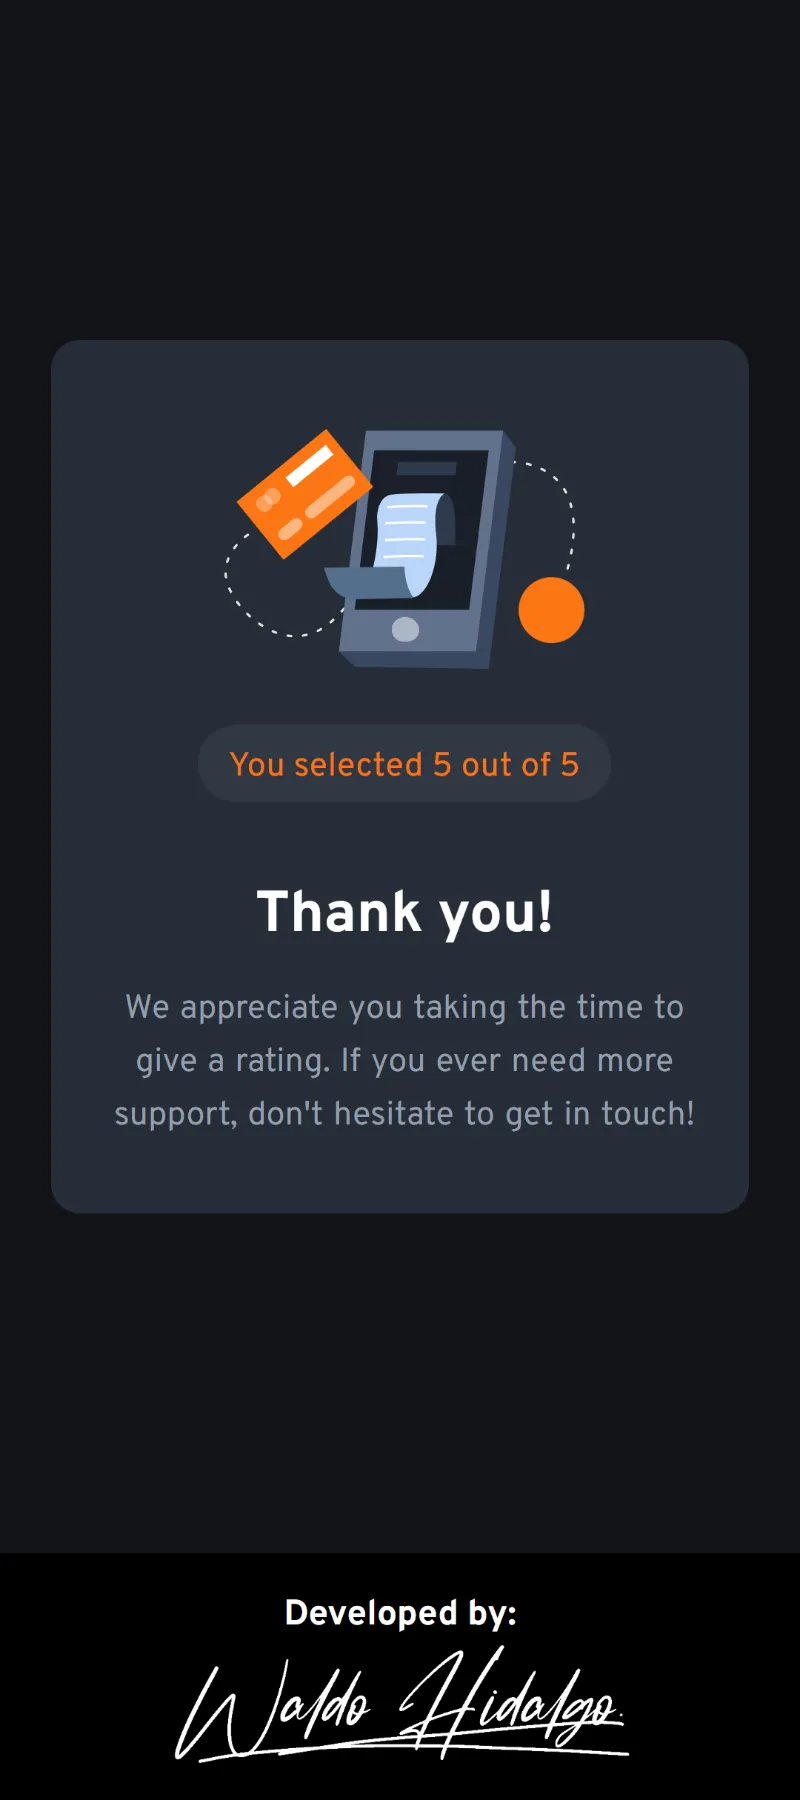 You selected 5 out of 5
Thank you!
We appreciate you taking the time to
give a rating. If you ever need more
support, don't hesitate to get in touch!
Developed by:
Waldo Hidalgo.